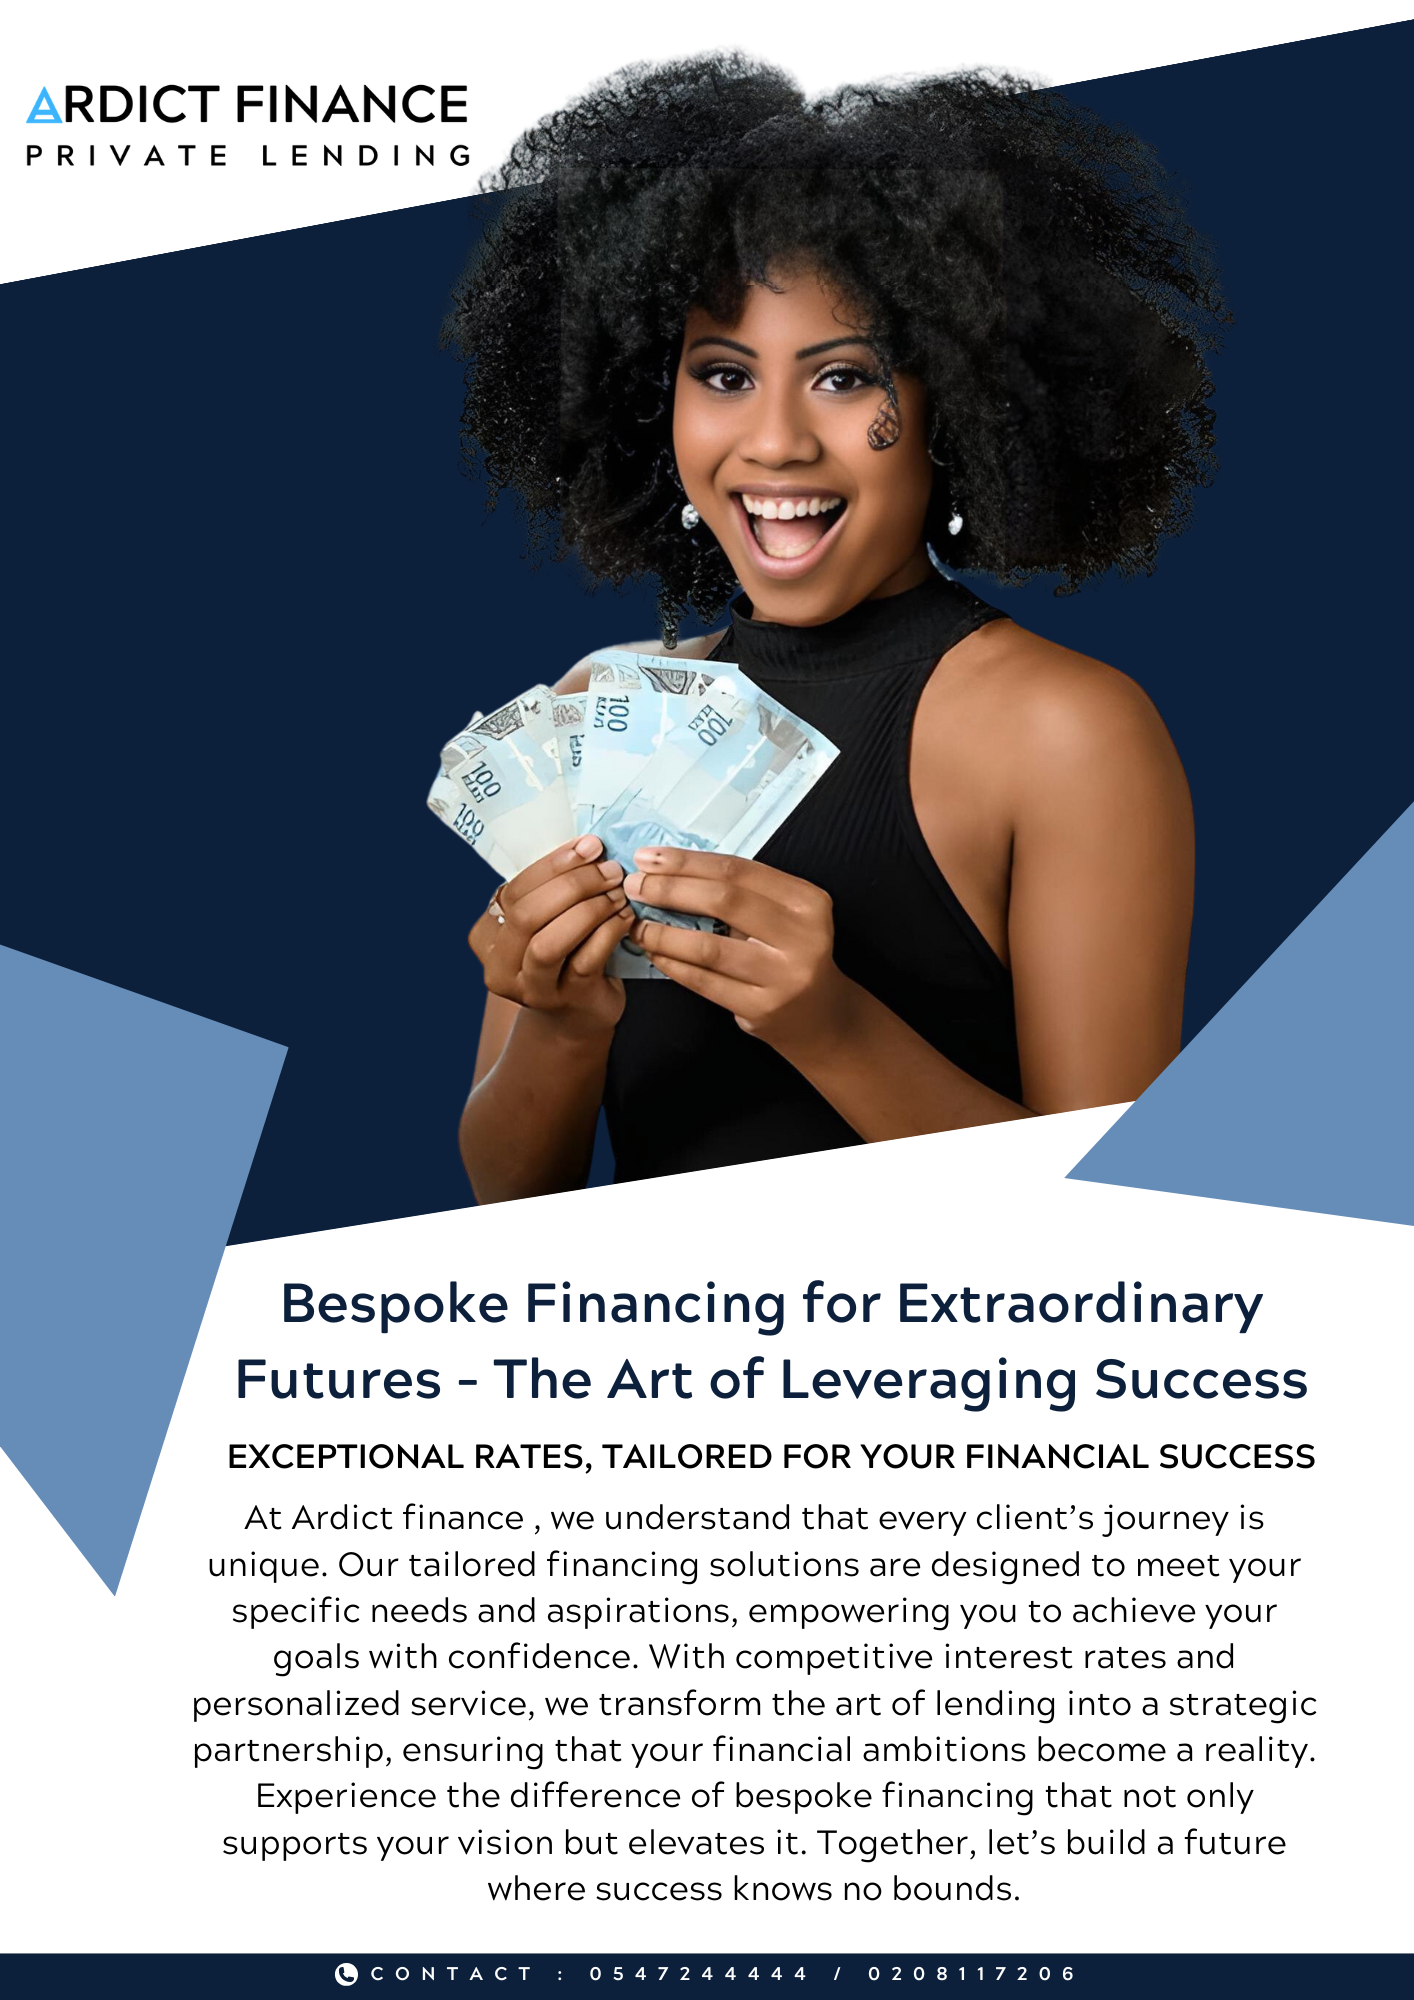 ARDICT FINANCE
PRIVATE LENDING
100
100
100
100
Bespoke Financing for Extraordinary
Futures - The Art of Leveraging Success
EXCEPTIONAL RATES, TAILORED FOR YOUR FINANCIAL SUCCESS
At Ardict finance , we understand that every client’s journey is
unique. Our tailored financing solutions are designed to meet your
specific needs and aspirations, empowering you to achieve your
goals with confidence. With competitive interest rates and
personalized service, we transform the art of lending into a strategic
partnership, ensuring that your financial ambitions become a reality.
Experience the difference of bespoke financing that not only
supports your vision but elevates it. Together, let’s build a future
where success knows no bounds.
CONTACT : 0547244444 / 0208117206